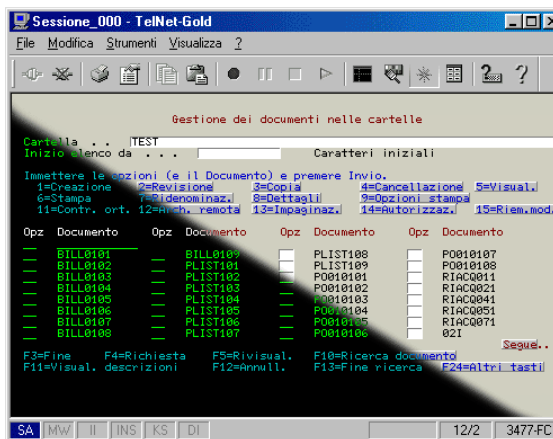 Sessione_000 - TelNet-Gold
File Modifica Strumenti Visualizza ?
Gestione dei documenti nelle cartelle
Cartella . . TEST
Inizio elenco da . . . Caratteri iniziali
Immettere le opzioni (e il Documento) e premere Invio.
1=Creazione 2=Revisione 3=Copia 4=Cancellazione 5=Visual.
6=Stampa 7=Ridenominaz. 8=Dettagli 9=Opzioni stampa
11=Contr. ort. 12=Arch. remota 13=Impaginaz. 14=Autorizzaz. 15=Riem.mod.
Opz Documento Opz Documento Opz Documento Opz Documento
BILL0101 BILL0109 PLIST108 PO010107
BILL0102 PLIST101 PLIST109 PO010108
BILL0103 PLIST102 PO010101 RIACQ011
BILL0104 PLIST103 PO010102 RIACQ021
BILL0105 PLIST104 PO010103 RIACQ041
BILL0106 PLIST105 PO010104 RIACQ051
BILL0107 PLIST106 PO010105 RIACQ071
BILL0108 PLIST107 PO010106 02I
Segue..
F3=Fine F4=Richiesta F5=Rivisual. F10=Ricerca documento
F11=Visual. descrizioni F12=Annull. F13=Fine ricerca F24=Altri tasti
SA MW II INS KS DI 12/2 3477-FC